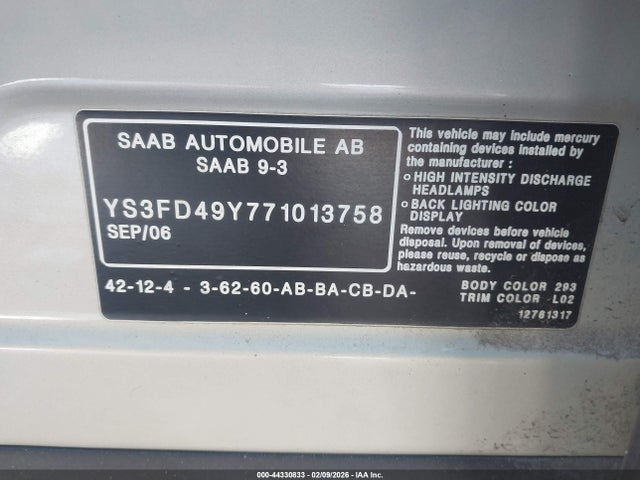 SAAB AUTOMOBILE AB
SAAB 9-3
YS3FD49Y771013758
SEP/06
This vehicle may include mercury
containing devices installed by
the manufacturer :
o HIGH INTENSITY DISCHARGE
HEADLAMPS
o BACK LIGHTING COLOR
DISPLAY
Remove devices before vehicle
disposal. Upon removal of devices,
please reuse, recycle or dispose as
hazardous waste.
42-12-4 - 3-62-60-AB-BA-CB-DA-
BODY COLOR 293
TRIM COLOR L02
12781317
000-44330833 - 02/09/2026 - IAA Inc.